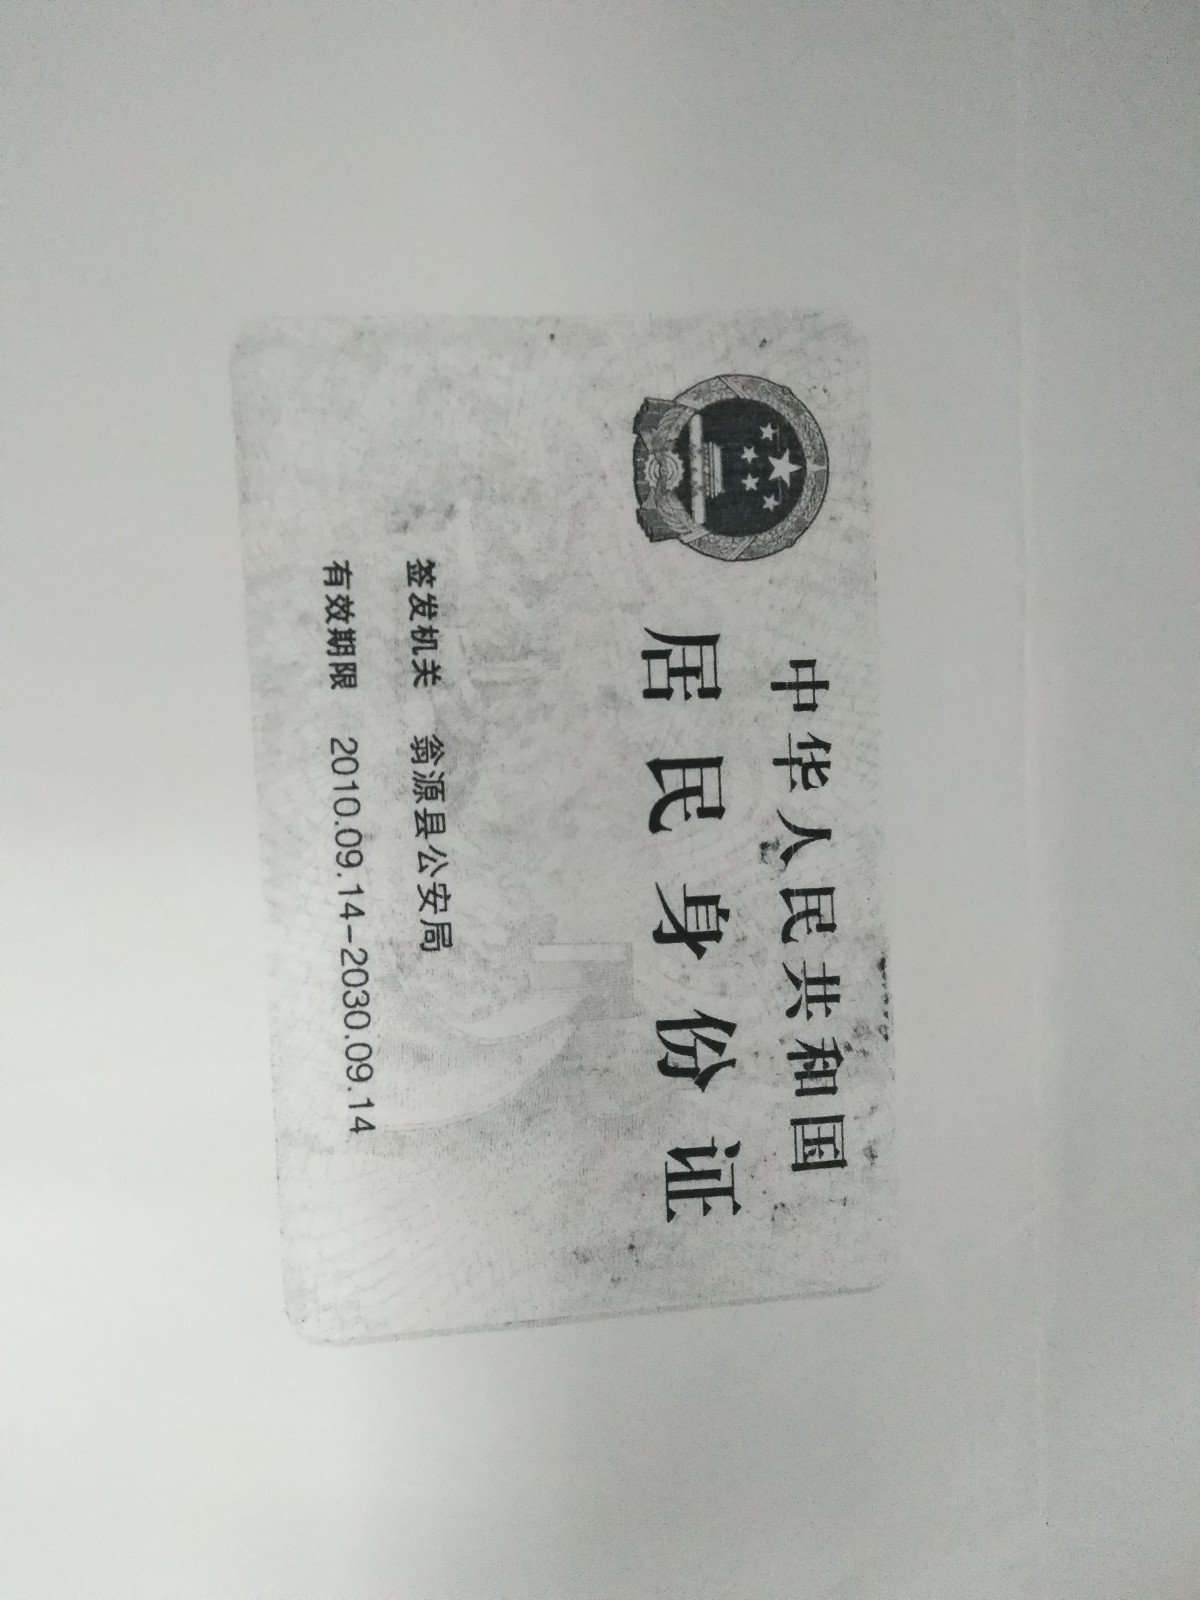 中华人民共和国
居民身份证
签发机关 翁源县公安局
有效期限 2010.09.14-2030.09.14